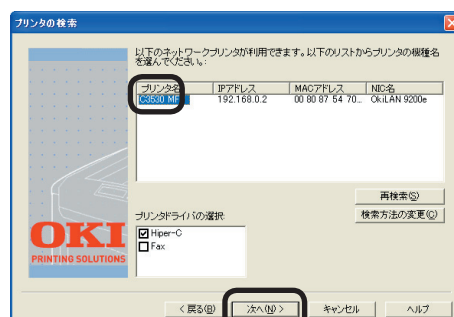 プリンタの検索
以下のネットワークプリンタが利用できます。以下のリストからプリンタの機種名
を選んでください。:
プリンタ名 IPアドレス MACアドレス NIC名
C3530 MFP 192.168.0.2 00 80 87 54 70... OkiLAN 9200e
再検索(S)
検索方法の変更(C)
プリンタドライバの選択:
Hiper-C
Fax
OKI
PRINTING SOLUTIONS
< 戻る(B) 次へ(N) > キャンセル ヘルプ